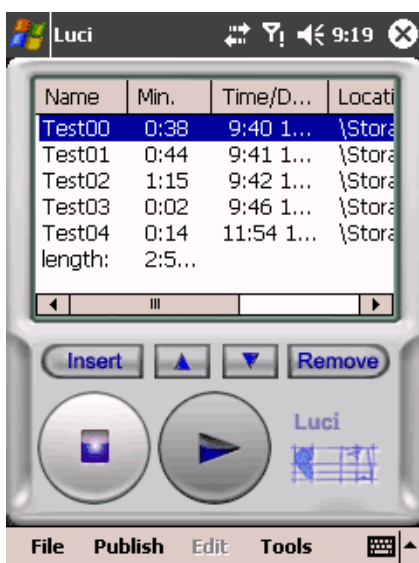 Luci 9:19
Name Min. Time/D... Locati
Test00 0:38 9:40 1... \Stora
Test01 0:44 9:41 1... \Stora
Test02 1:15 9:42 1... \Stora
Test03 0:02 9:46 1... \Stora
Test04 0:14 11:54 1... \Stora
length: 2:5...
Insert Remove
Luci
File Publish Edit Tools